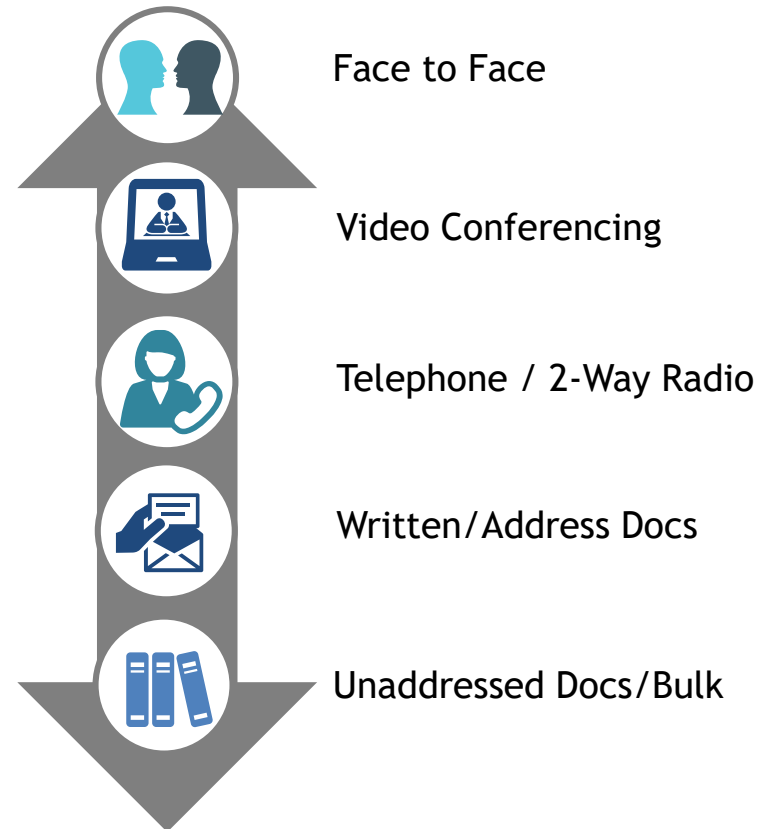 Face to Face
Video Conferencing
Telephone / 2-Way Radio
Written/Address Docs
Unaddressed Docs/Bulk